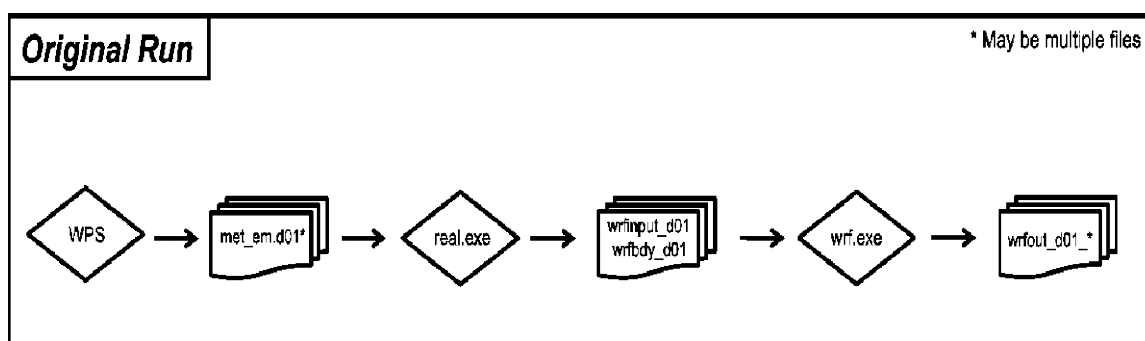 Original Run
* May be multiple files
WPS
met_em.d01*
real.exe
wrfinput_d01
wrfbdy_d01
wrf.exe
wrfout_d01_*